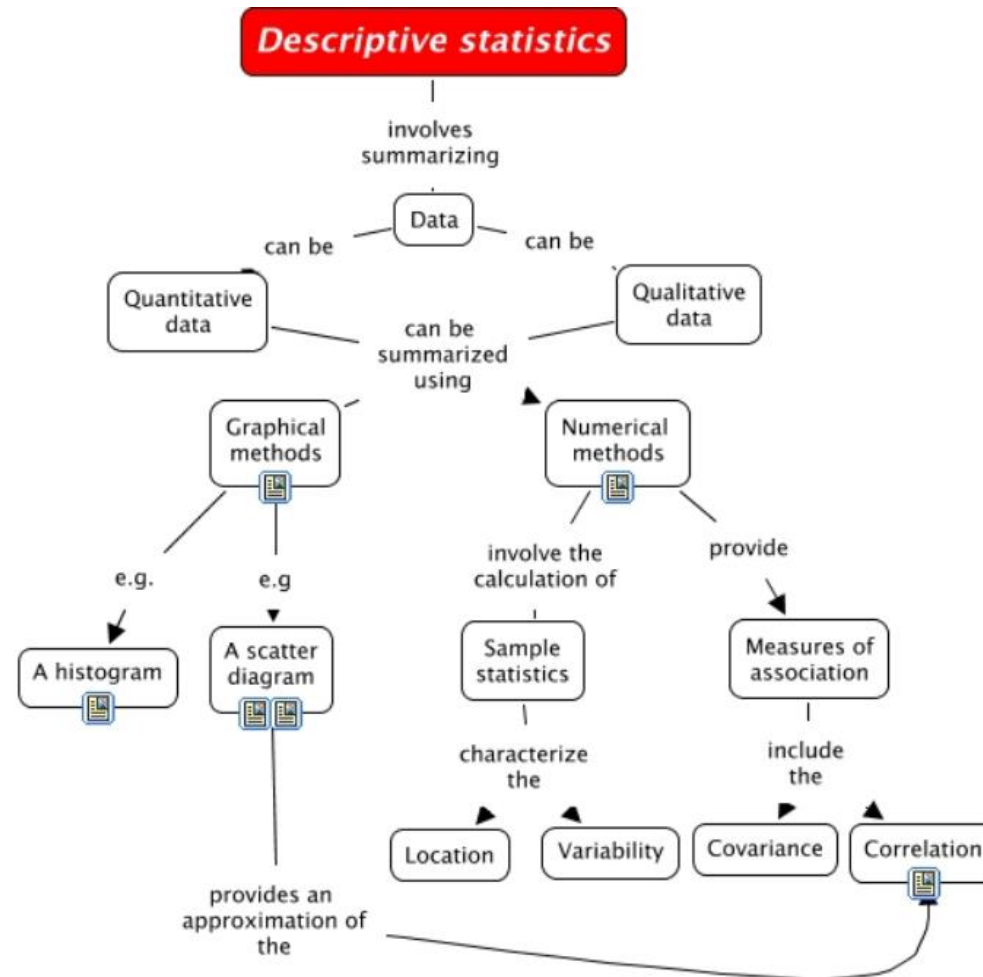 Descriptive statistics
involves
summarizing
Data
can be
can be
Quantitative
data
Qualitative
data
can be
summarized
using
Graphical
methods
Numerical
methods
e.g.
e.g
involve the
calculation of
provide
A histogram
A scatter
diagram
Sample
statistics
Measures of
association
characterize
the
include
the
Location
Variability
Covariance
Correlation
provides an
approximation of
the